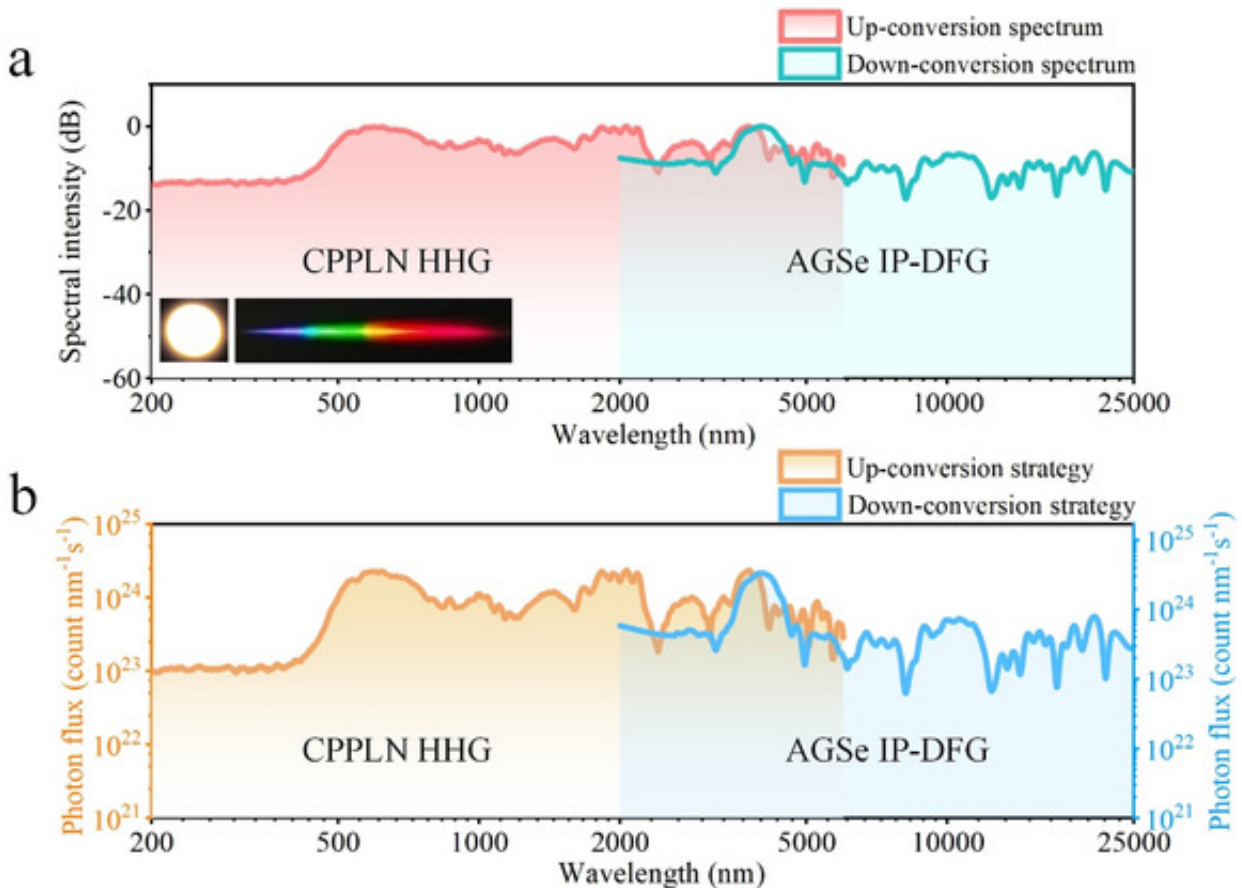 a
Up-conversion spectrum
Down-conversion spectrum
Spectral intensity (dB)
0
-20
-40
-60
CPPLN HHG
AGSe IP-DFG
200 500 1000 2000 5000 10000 25000
Wavelength (nm)
b
Up-conversion strategy
Down-conversion strategy
Photon flux (count nm⁻¹s⁻¹)
10²⁵
10²⁴
10²³
10²²
10²¹
CPPLN HHG
AGSe IP-DFG
10²⁵
10²⁴
10²³
10²²
10²¹
Photon flux (count nm⁻¹s⁻¹)
200 500 1000 2000 5000 10000 25000
Wavelength (nm)